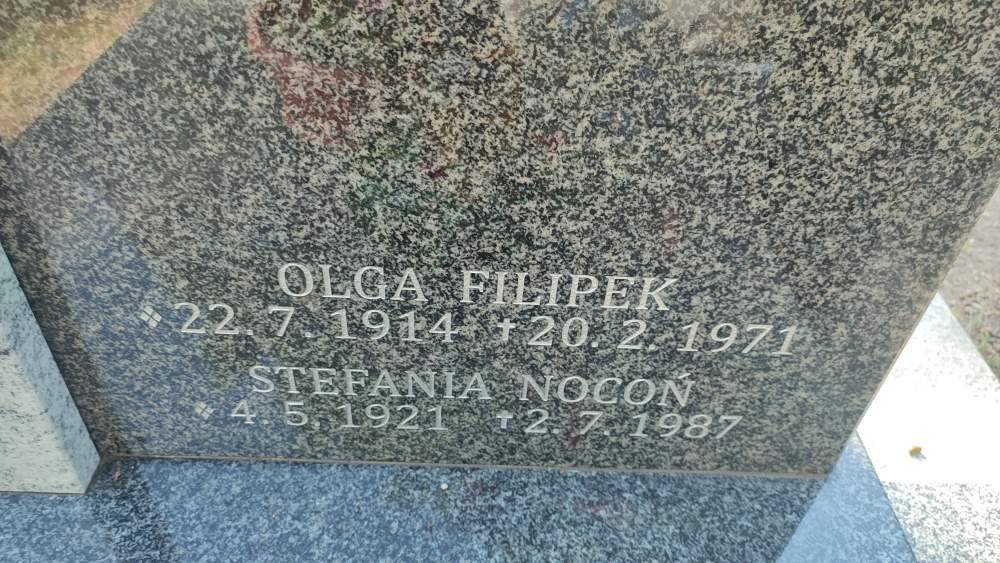 OLGA FILIPEK
❖ 22. 7. 1914 † 20. 2. 1971
STEFANIA NOCOŃ
❖ 4. 5. 1921 † 2. 7. 1987